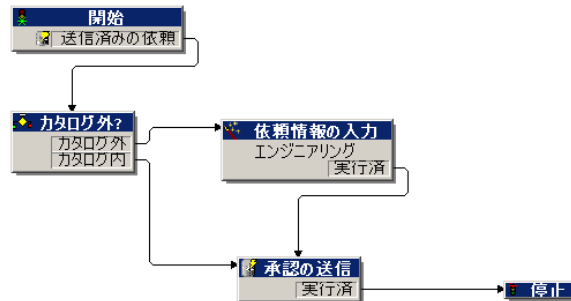 開始
送信済みの依頼
カタログ外?
カタログ外
カタログ内
依頼情報の入力
エンジニアリング
実行済
承認の送信
実行済
停止